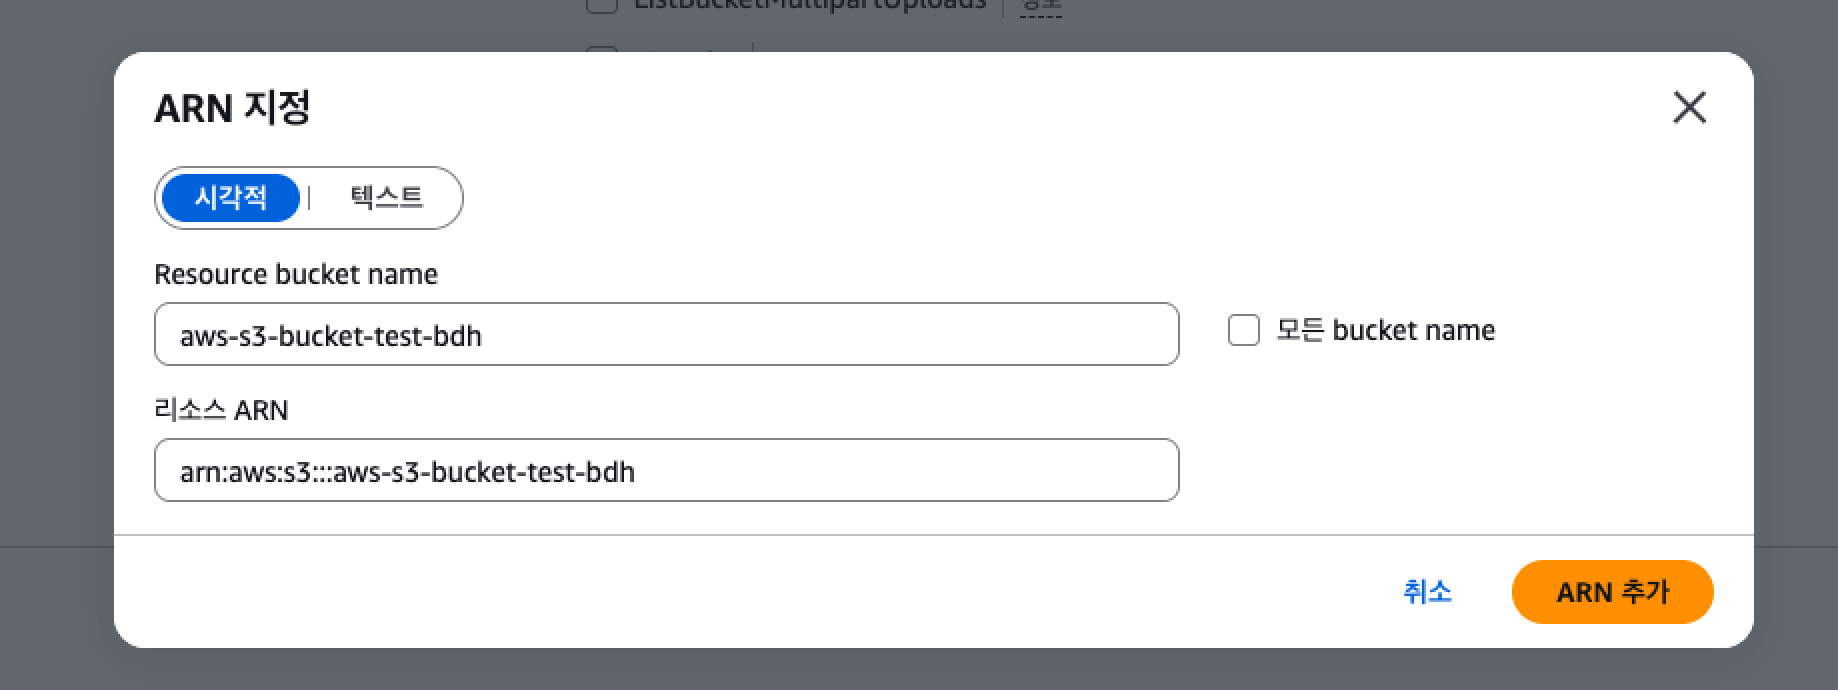 ListBucketMultipartUploads
정보
ARN 지정
시각적
텍스트
Resource bucket name
aws-s3-bucket-test-bdh
모든 bucket name
리소스 ARN
arn:aws:s3:::aws-s3-bucket-test-bdh
취소
ARN 추가